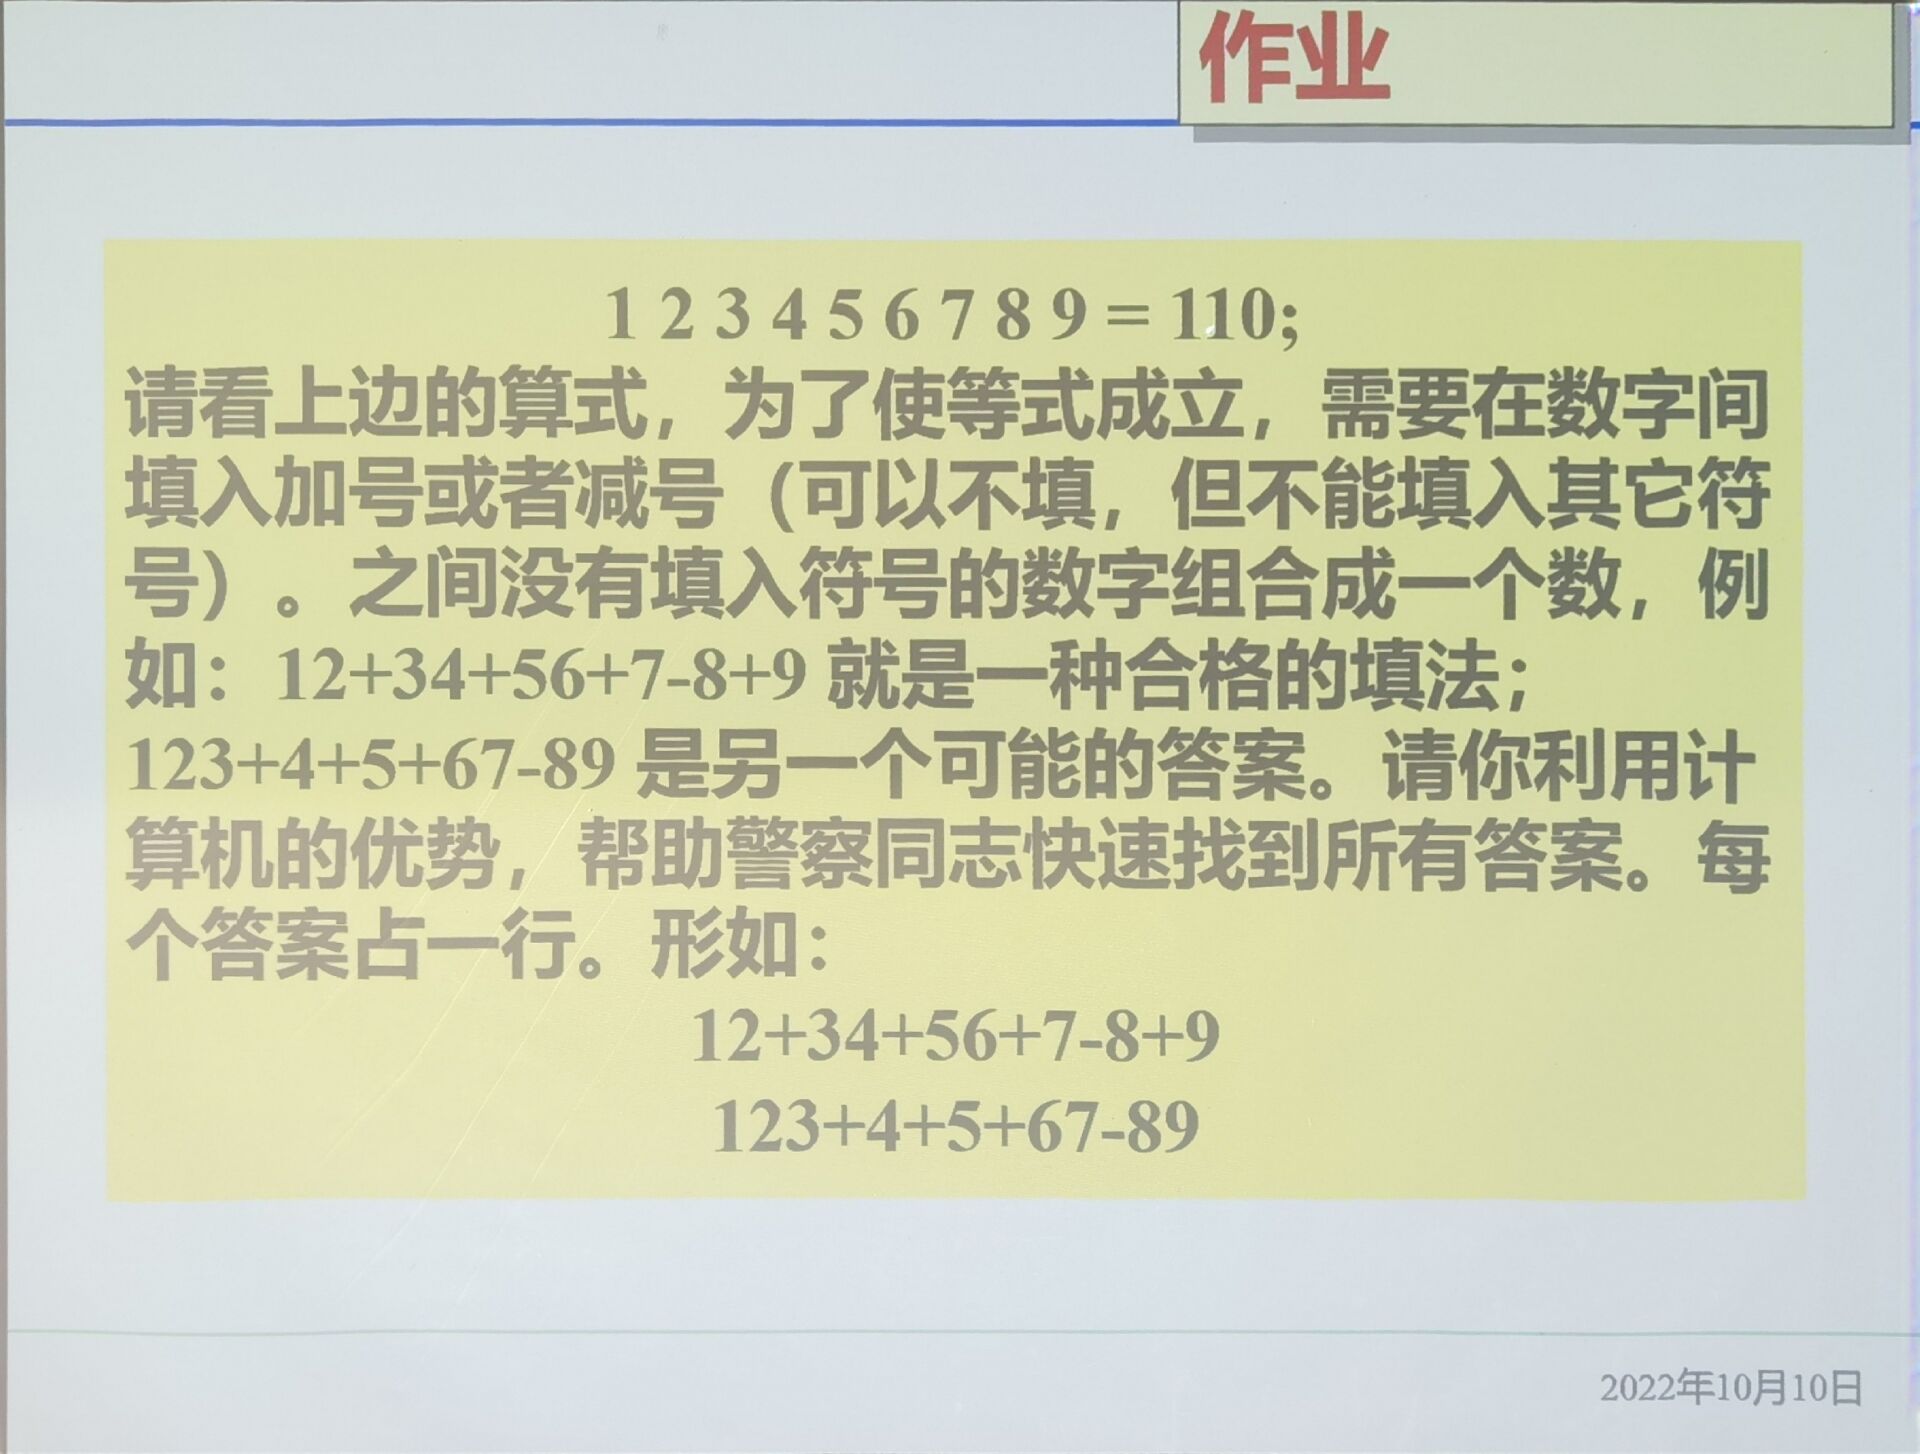 作业
1 2 3 4 5 6 7 8 9 = 110;
请看上边的算式，为了使等式成立，需要在数字间
填入加号或者减号（可以不填，但不能填入其它符
号）。之间没有填入符号的数字组合成一个数，例
如：12+34+56+7-8+9 就是一种合格的填法；
123+4+5+67-89 是另一个可能的答案。请你利用计
算机的优势，帮助警察同志快速找到所有答案。每
个答案占一行。形如：
12+34+56+7-8+9
123+4+5+67-89
2022年10月10日